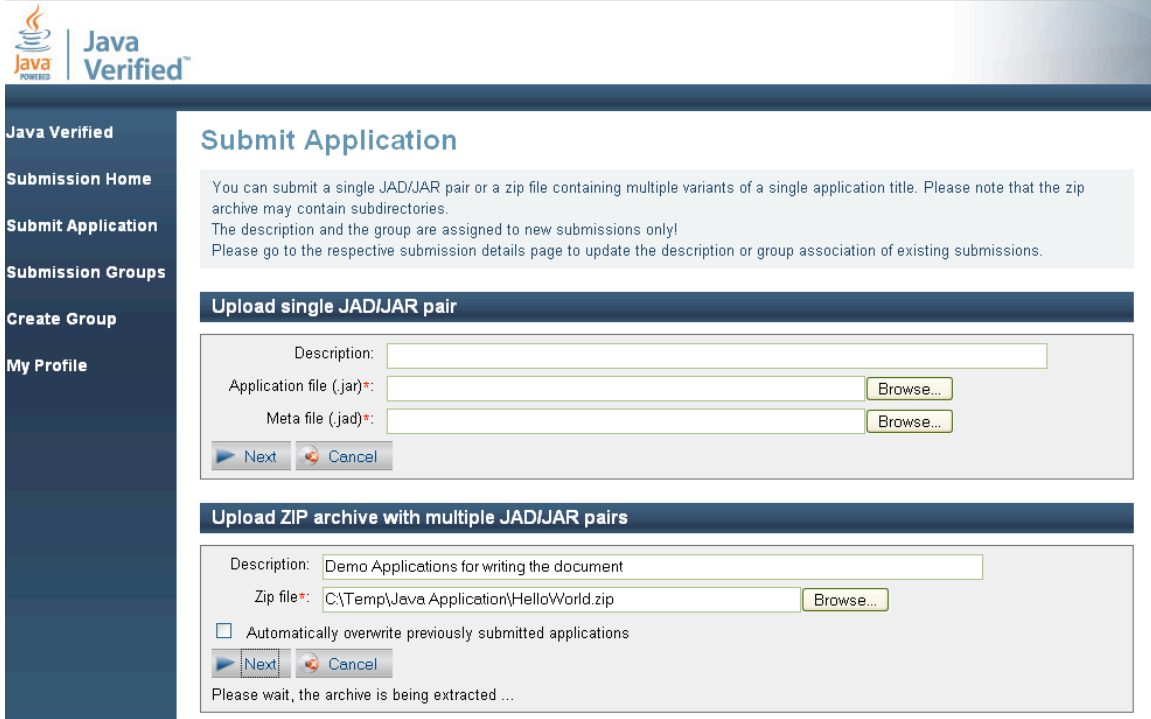 Java
POWERED
Java
Verified™
Java Verified
Submission Home
Submit Application
Submission Groups
Create Group
My Profile
Submit Application
You can submit a single JAD/JAR pair or a zip file containing multiple variants of a single application title. Please note that the zip
archive may contain subdirectories.
The description and the group are assigned to new submissions only!
Please go to the respective submission details page to update the description or group association of existing submissions.
Upload single JAD/JAR pair
Description:
Application file (.jar)*: Browse...
Meta file (.jad)*: Browse...
Next Cancel
Upload ZIP archive with multiple JAD/JAR pairs
Description: Demo Applications for writing the document
Zip file*: C:\Temp\Java Application\HelloWorld.zip Browse...
Automatically overwrite previously submitted applications
Next Cancel
Please wait, the archive is being extracted ...